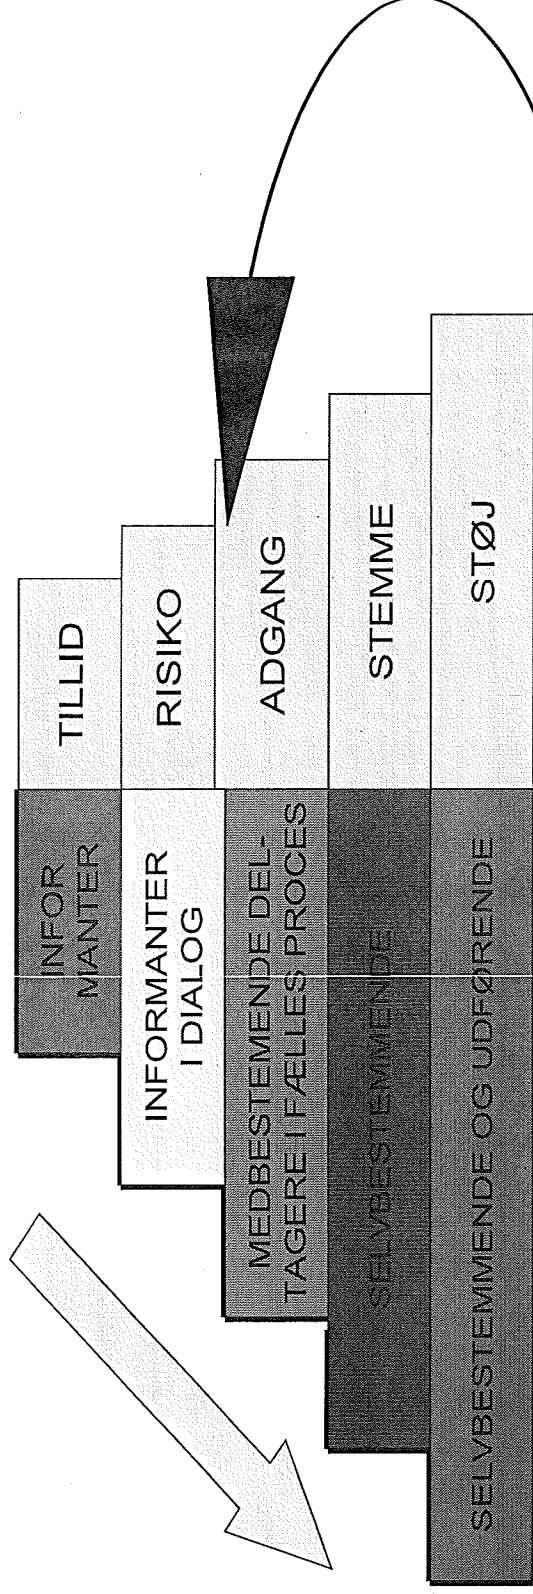 INFOR
MANTER
TILLID
INFORMANTER
I DIALOG
RISIKO
MEDBESTEMENDE DEL-
TAGERE I FÆLLES PROCES
ADGANG
SELVBESTEMMENDE
STEMME
SELVBESTEMMENDE OG UDFØRENDE
STØJ